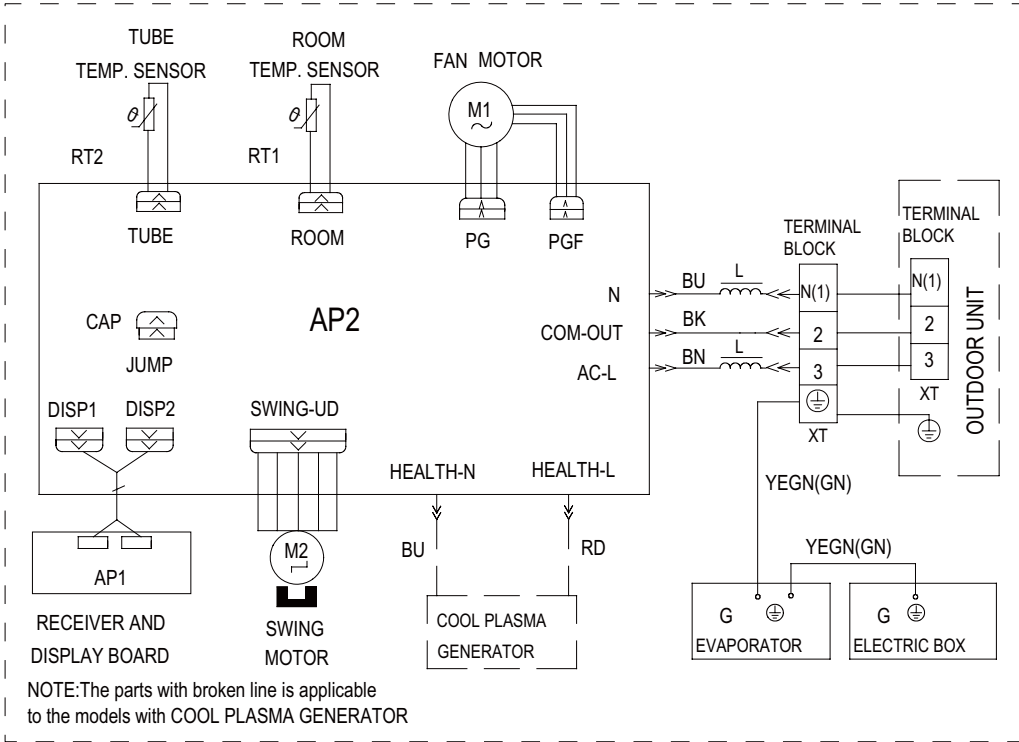 TUBE
TEMP. SENSOR
ROOM
TEMP. SENSOR
FAN MOTOR
θ
θ
M1
RT2
RT1
TUBE
ROOM
PG
PGF
TERMINAL
BLOCK
TERMINAL
BLOCK
N
BU
L
N(1)
N(1)
CAP
AP2
COM-OUT
BK
2
2
JUMP
AC-L
BN
L
3
3
XT
XT
OUTDOOR UNIT
DISP1
DISP2
SWING-UD
HEALTH-N
HEALTH-L
YEGN(GN)
BU
RD
YEGN(GN)
M2
AP1
RECEIVER AND
DISPLAY BOARD
SWING
MOTOR
COOL PLASMA
GENERATOR
G
EVAPORATOR
G
ELECTRIC BOX
NOTE:The parts with broken line is applicable
to the models with COOL PLASMA GENERATOR